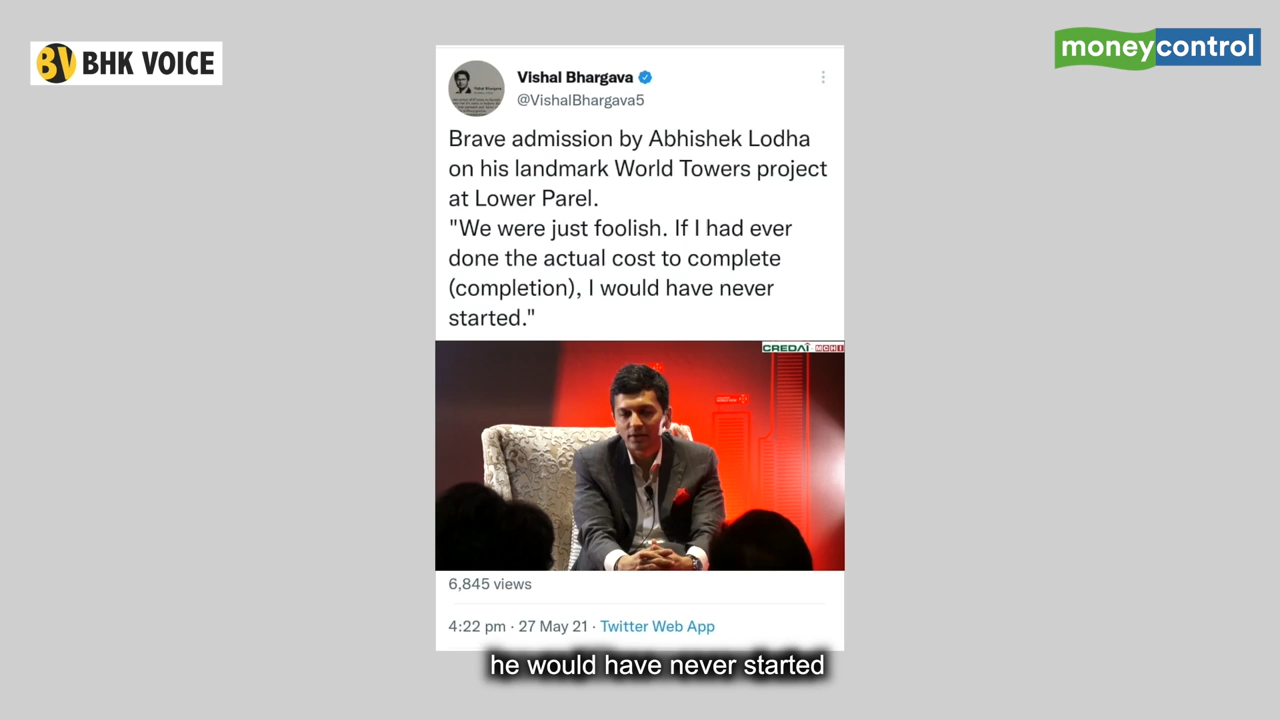 BV BHK VOICE
moneycontrol
Vishal Bhargava
@VishalBhargava5
Brave admission by Abhishek Lodha
on his landmark World Towers project
at Lower Parel.
"We were just foolish. If I had ever
done the actual cost to complete
(completion), I would have never
started."
CREDAI MCHI
6,845 views
4:22 pm · 27 May 21 · Twitter Web App
he would have never started